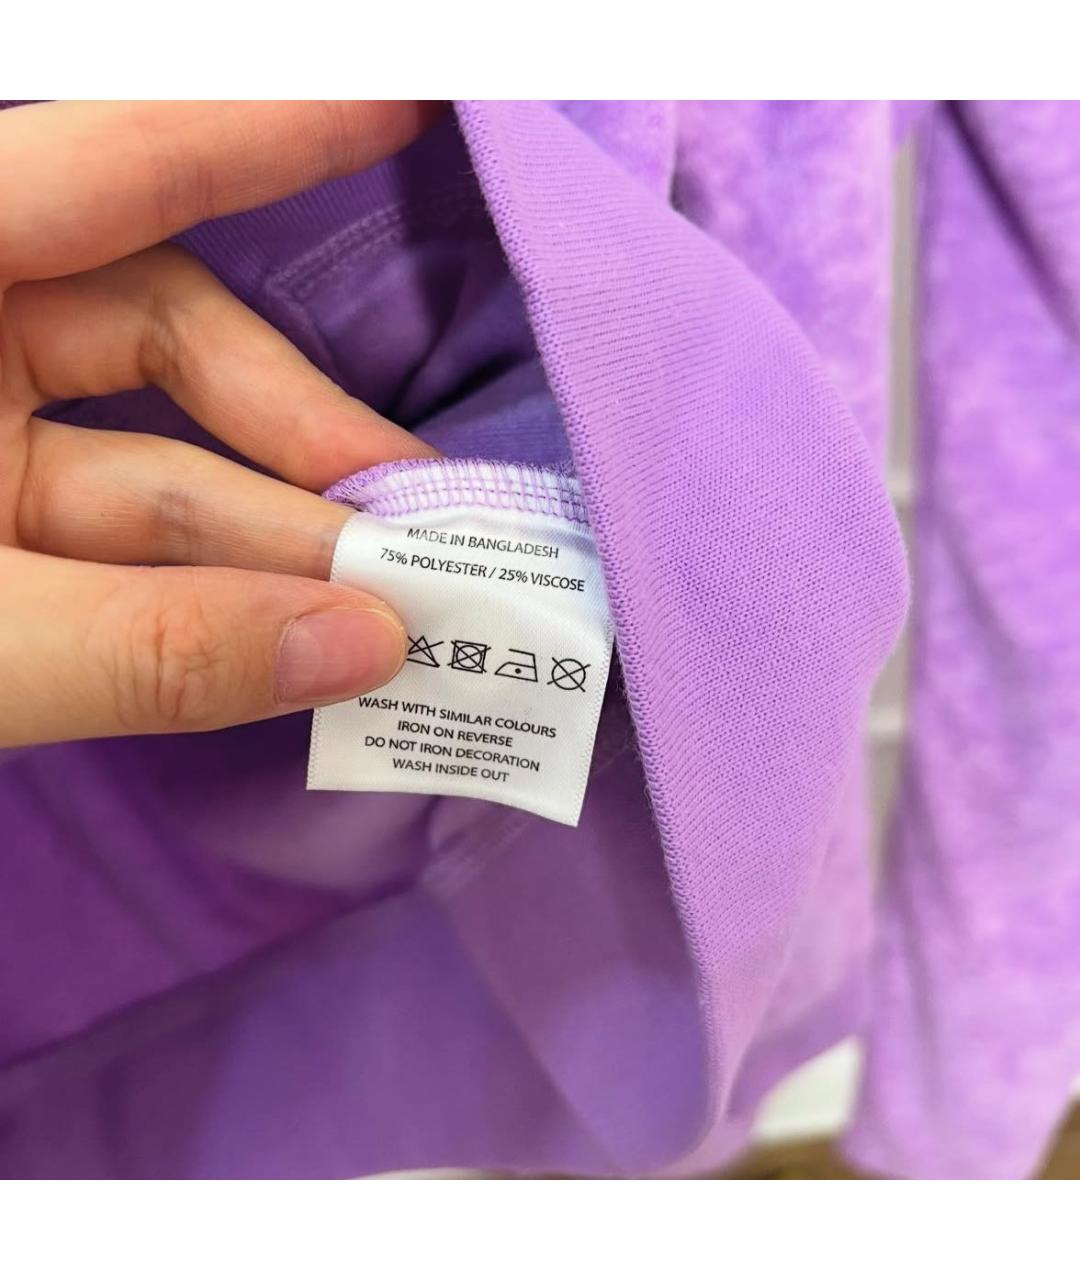 MADE IN BANGLADESH
75% POLYESTER / 25% VISCOSE
WASH WITH SIMILAR COLOURS
IRON ON REVERSE
DO NOT IRON DECORATION
WASH INSIDE OUT